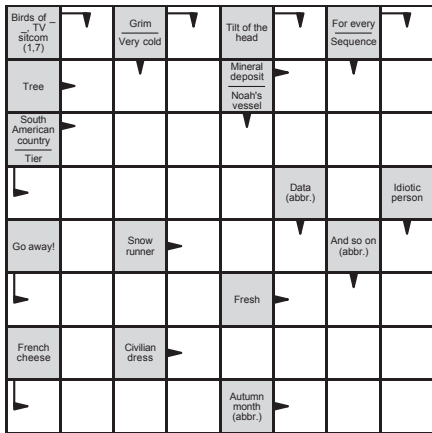 Birds of _
_, TV
sitcom
(1,7)
Grim
Very cold
Tilt of the
head
For every
Sequence
Tree
Mineral
deposit
Noah's
vessel
South
American
country
Tier
Data
(abbr.)
Idiotic
person
Go away!
Snow
runner
And so on
(abbr.)
Fresh
French
cheese
Civilian
dress
Autumn
month
(abbr.)